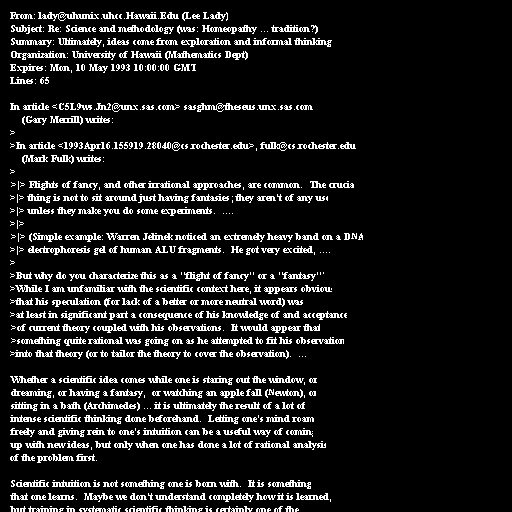 From: lady@uhunix.uhcc.Hawaii.Edu (Lee Lady)
Subject: Re: Science and methodology (was: Homeopathy ... tradition?)
Summary: Ultimately, ideas come from exploration and informal thinking
Organization: University of Hawaii (Mathematics Dept)
Expires: Mon, 10 May 1993 10:00:00 GMT
Lines: 65

In article <C5L9ws.Jn2@unx.sas.com> sasghm@theseus.unx.sas.com
(Gary Merrill) writes:
>
>In article <1993Apr16.155919.28040@cs.rochester.edu>, fulk@cs.rochester.edu
(Mark Fulk) writes:
>
>|> Flights of fancy, and other irrational approaches, are common.  The crucia
>|> thing is not to sit around just having fantasies; they aren't of any use
>|> unless they make you do some experiments.  ....
>|>
>|> (Simple example: Warren Jelinek noticed an extremely heavy band on a DNA
>|> electrophoresis gel of human ALU fragments.  He got very excited, ....
>
>But why do you characterize this as a "flight of fancy" or a "fantasy"
>While I am unfamiliar with the scientific context here, it appears obviou
>that his speculation (for lack of a better or more neutral word) was
>at least in significant part a consequence of his knowledge of and acceptance
>of current theory coupled with his observations.  It would appear that
>something quite rational was going on as he attempted to fit his observation
>into that theory (or to tailor the theory to cover the observation).  ...

Whether a scientific idea comes while one is staring out the window, or
dreaming, or having a fantasy,  or watching an apple fall (Newton), or
sitting in a bath (Archimedes) ... it is ultimately the result of a lot of
intense scientific thinking done beforehand.  Letting one's mind roam
freely and giving rein to one's intuition can be a useful way of comin
up with new ideas, but only when one has done a lot of rational analysis
of the problem first.

Scientific intuition is not something one is born with.  It is something
that one learns.  Maybe we don't understand completely how it is learned,
but training in systematic scientific thinking is certainly one of the